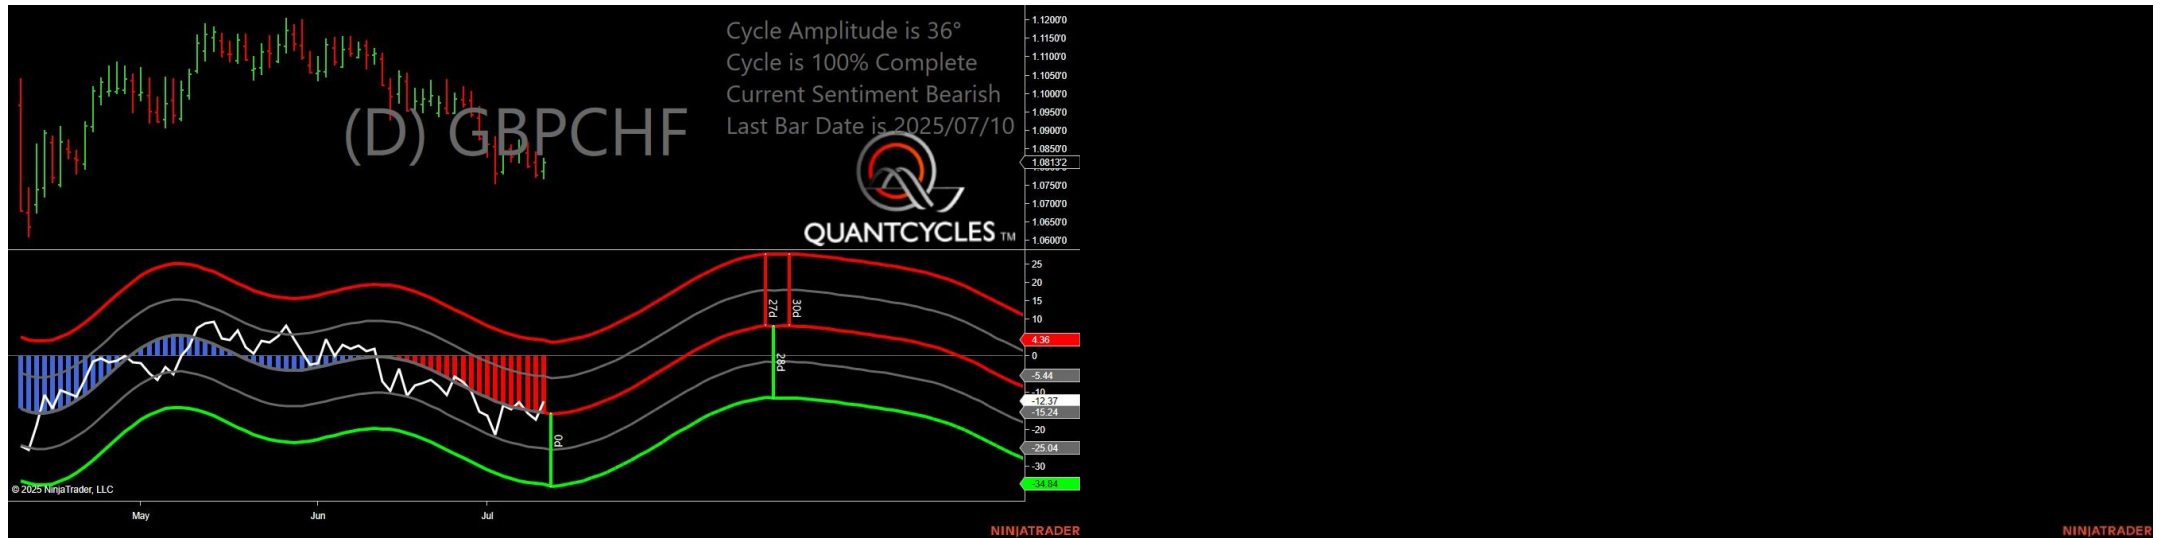 Cycle Amplitude is 36°
Cycle is 100% Complete
Current Sentiment Bearish
Last Bar Date is 2025/07/10
(D) GBPCHF
QUANTCYCLES TM
1.1200'0
1.1150'0
1.1100'0
1.1050'0
1.1000'0
1.0950'0
1.0900'0
1.0850'0
1.0813'2
1.0750'0
1.0700'0
1.0650'0
1.0600'0
25
20
15
10
4.36
0
-5.44
-10
-12.37
-15.24
-20
-25.04
-30
-34.84
27d
30d
28d
0d
© 2025 NinjaTrader, LLC
May Jun Jul
NINJATRADER NINJATRADER